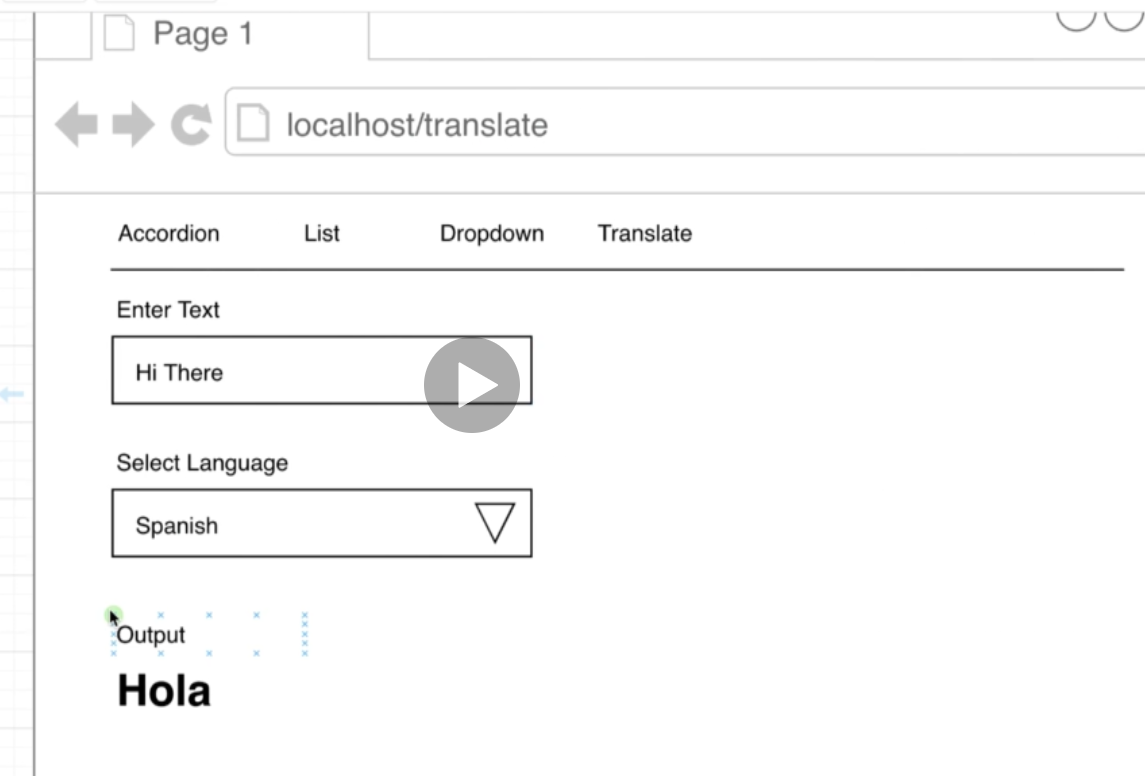 Page 1
localhost/translate
Accordion List Dropdown Translate
Enter Text
Hi There
Select Language
Spanish
Output
Hola